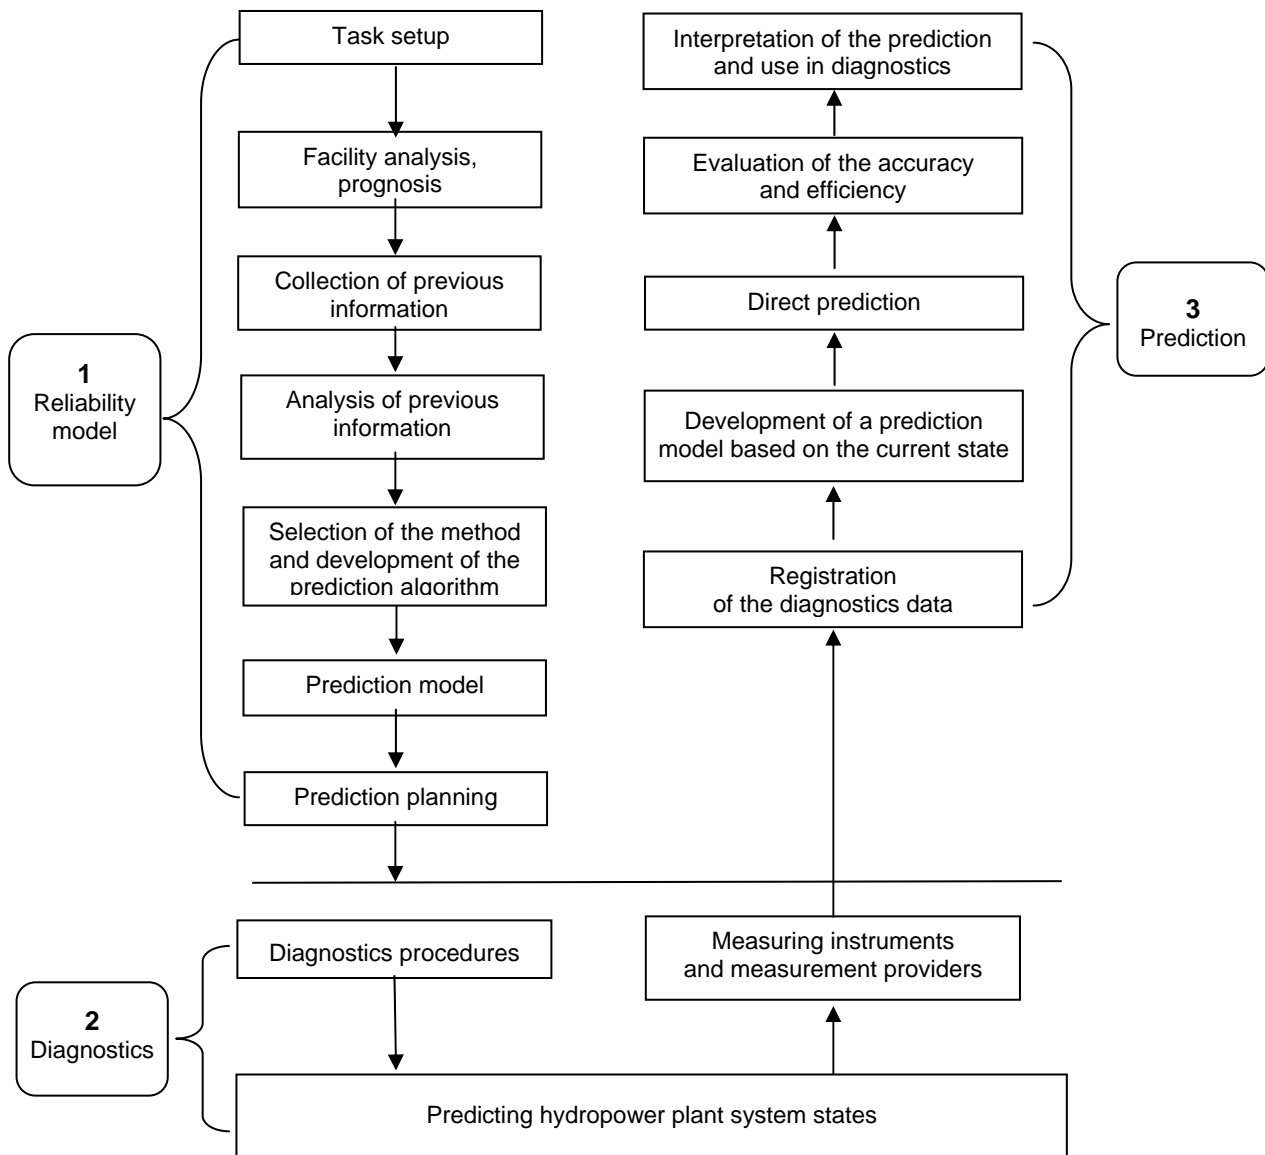 1
Reliability
model
Task setup
Facility analysis,
prognosis
Collection of previous
information
Analysis of previous
information
Selection of the method
and development of the
prediction algorithm
Prediction model
Prediction planning
2
Diagnostics
Diagnostics procedures
Predicting hydropower plant system states
Measuring instruments
and measurement providers
Registration
of the diagnostics data
Development of a prediction
model based on the current state
Direct prediction
Evaluation of the accuracy
and efficiency
Interpretation of the prediction
and use in diagnostics
3
Prediction